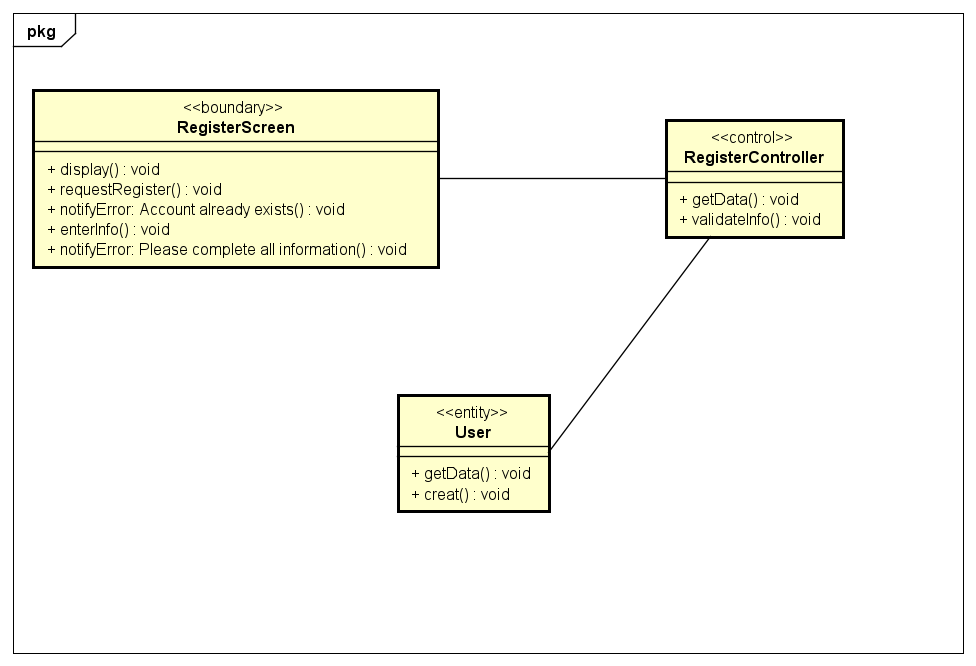 pkg
<<boundary>>
RegisterScreen
+ display() : void
+ requestRegister() : void
+ notifyError: Account already exists() : void
+ enterInfo() : void
+ notifyError: Please complete all information() : void
<<control>>
RegisterController
+ getData() : void
+ validateInfo() : void
<<entity>>
User
+ getData() : void
+ creat() : void